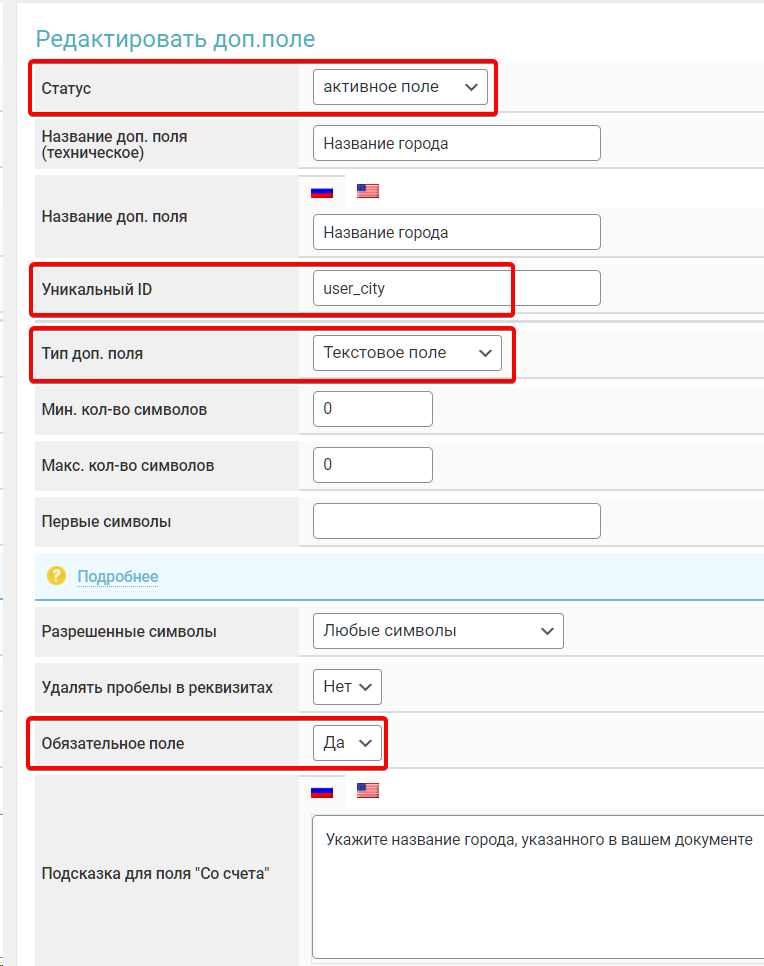 Редактировать доп.поле
Статус
активное поле
Название доп. поля
(техническое)
Название города
Название доп. поля
Название города
Уникальный ID
user_city
Тип доп. поля
Текстовое поле
Мин. кол-во символов
0
Макс. кол-во символов
0
Первые символы
? Подробнее
Разрешенные символы
Любые символы
Удалять пробелы в реквизитах
Нет
Обязательное поле
Да
Подсказка для поля "Со счета"
Укажите название города, указанного в вашем документе